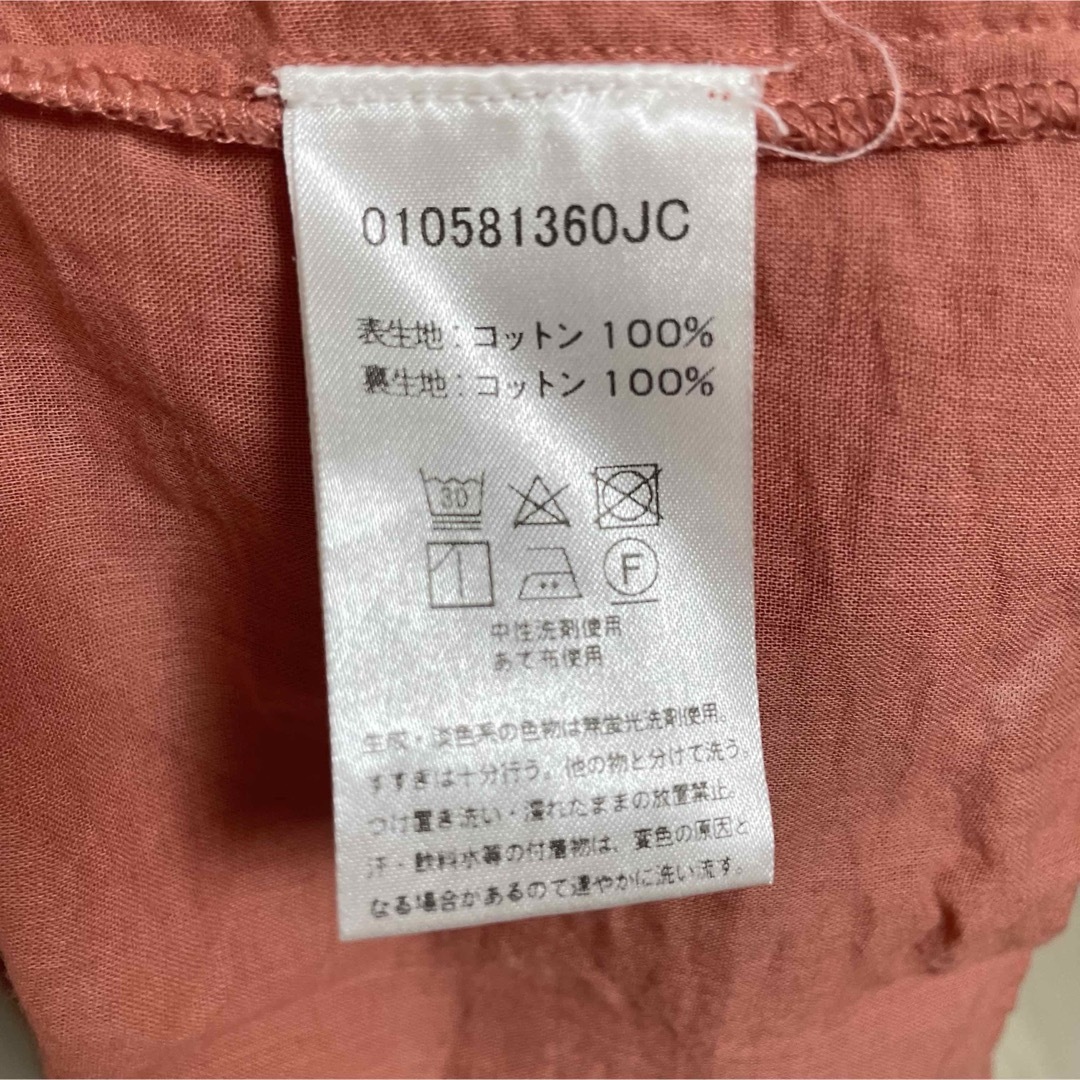 010581360JC
表生地:コットン 100%
裏生地:コットン 100%
30
F
中性洗剤使用
あて布使用
生成・淡色系の色物は無蛍光洗剤使用。
すすぎは十分行う。他の物と分けて洗う。
つけ置き洗い・濡れたままの放置禁止。
汗・飲料水等の付着物は、変色の原因と
なる場合があるので速やかに洗い流す。